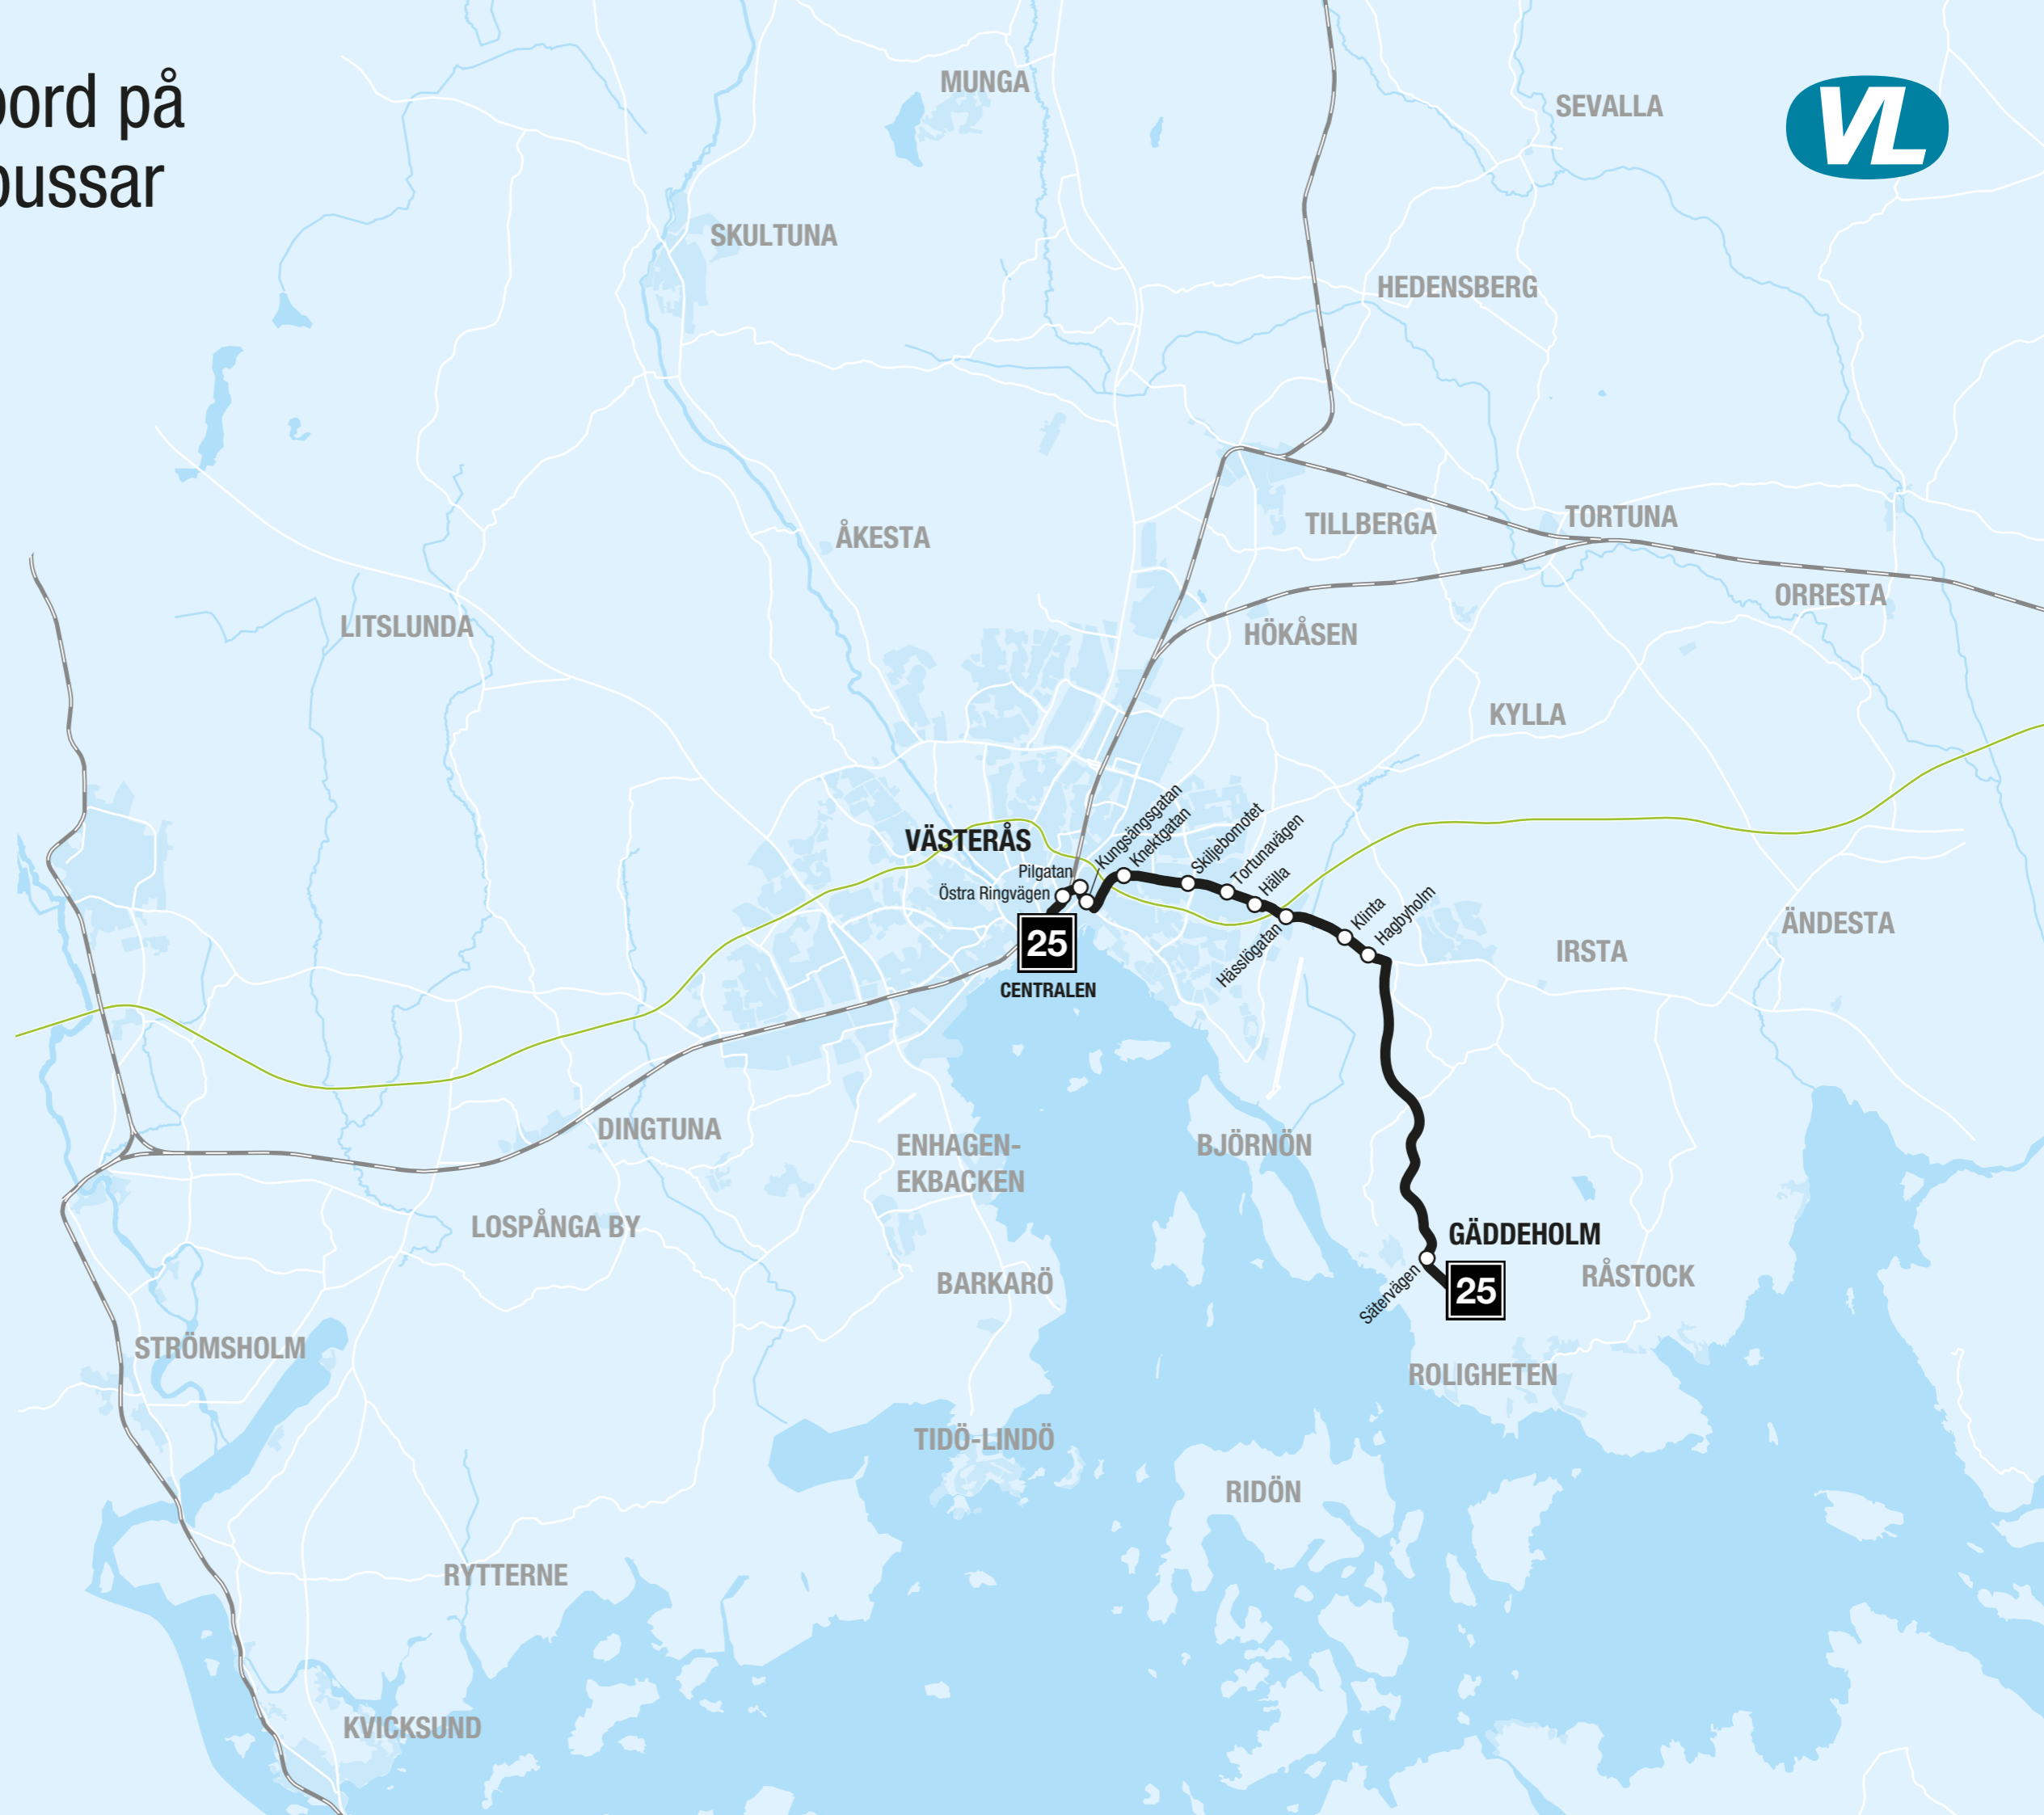 ord på
ussar
VL
MUNGA
SEVALLA
SKULTUNA
HEDENSBERG
TILLBERGA
TORTUNA
ÅKESTA
ORRESTA
LITSLUNDA
HÖKÅSEN
KYLLA
VÄSTERÅS
Kungsängsgatan
Knektgatan
Skiljebomotet
Tortunavägen
Pilgatan
Östra Ringvägen
Hälla
Klinta
Hagbyholm
ÄNDESTA
IRSTA
25
Hässlögatan
CENTRALEN
DINGTUNA
ENHAGEN-
EKBACKEN
BJÖRNÖN
LOSPÅNGA BY
GÄDDEHOLM
BARKARÖ
RÅSTOCK
Sätervägen
25
STRÖMSHOLM
ROLIGHETEN
TIDÖ-LINDÖ
RIDÖN
RYTTERNE
KVICKSUND